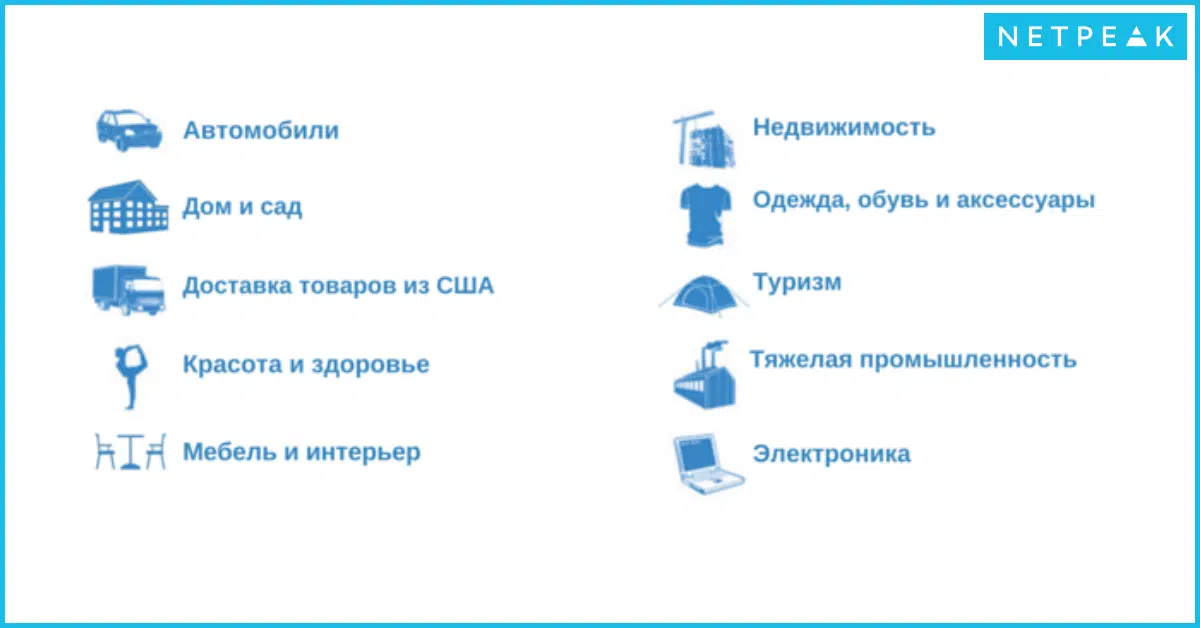 NETPEAK
Автомобили
Дом и сад
Доставка товаров из США
Красота и здоровье
Мебель и интерьер
Недвижимость
Одежда, обувь и аксессуары
Туризм
Тяжелая промышленность
Электроника